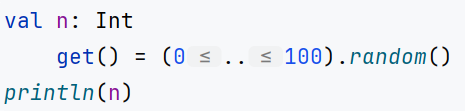 val n: Int
    get() = (0 ≤ .. ≤ 100).random()
println(n)